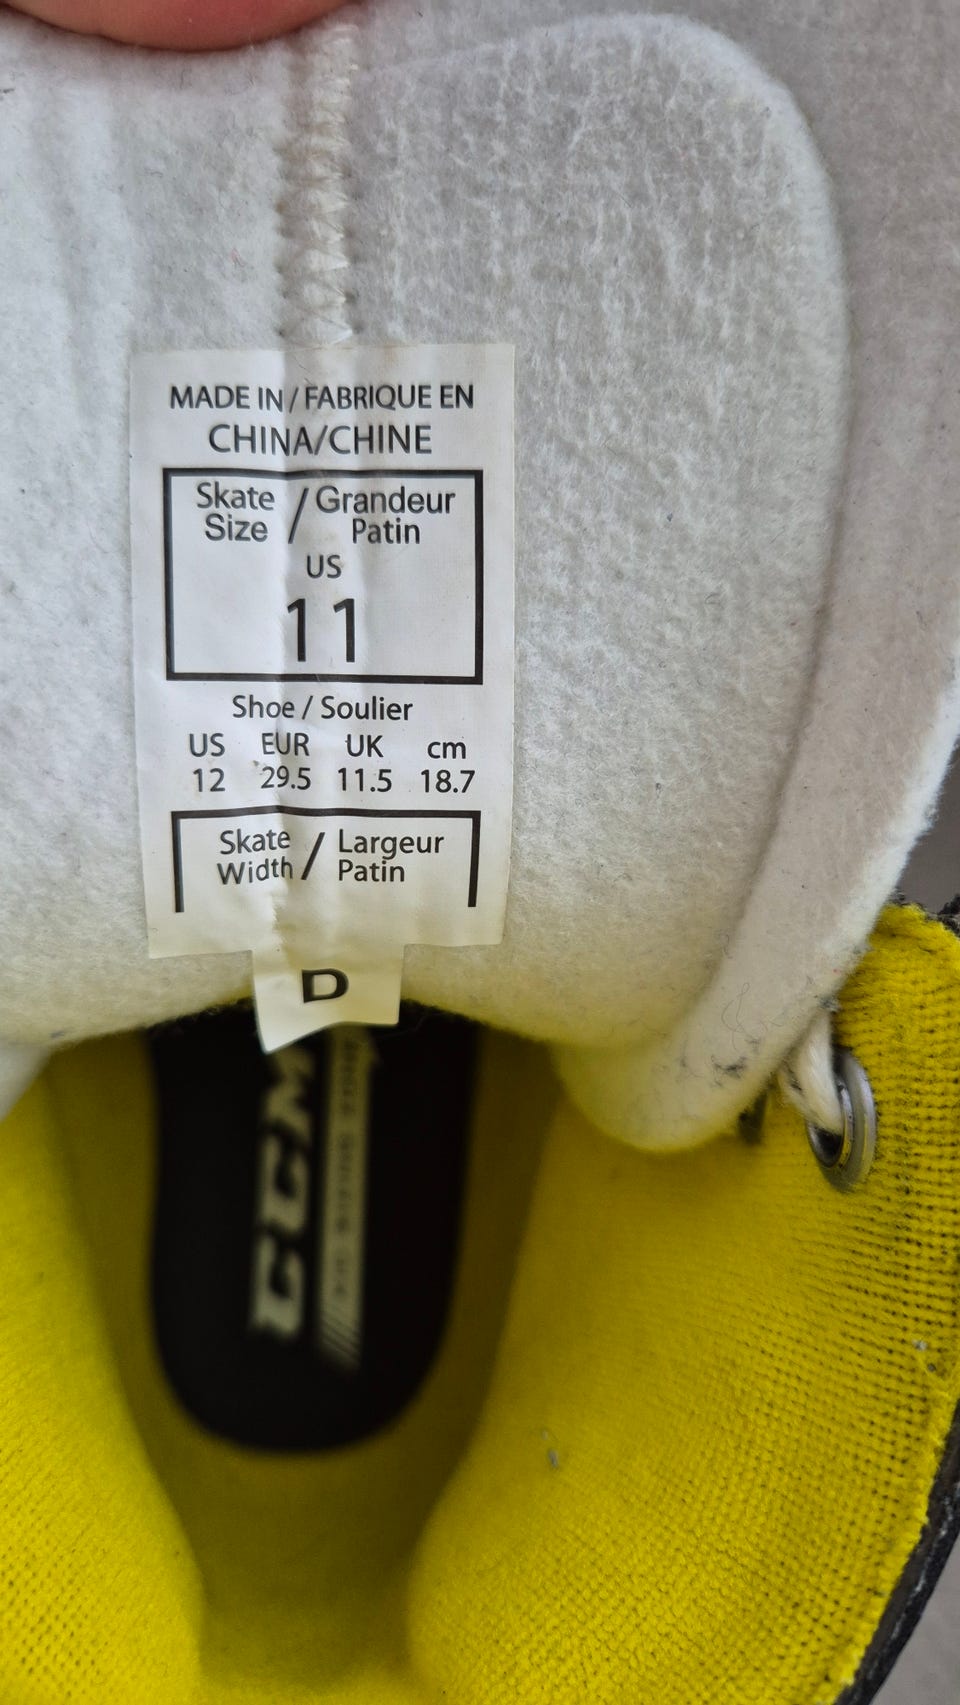 MADE IN / FABRIQUE EN
CHINA/CHINE
Skate / Grandeur
Size Patin
US
11
Shoe / Soulier
US EUR UK cm
12 29.5 11.5 18.7
Skate / Largeur
Width Patin
D
CCM